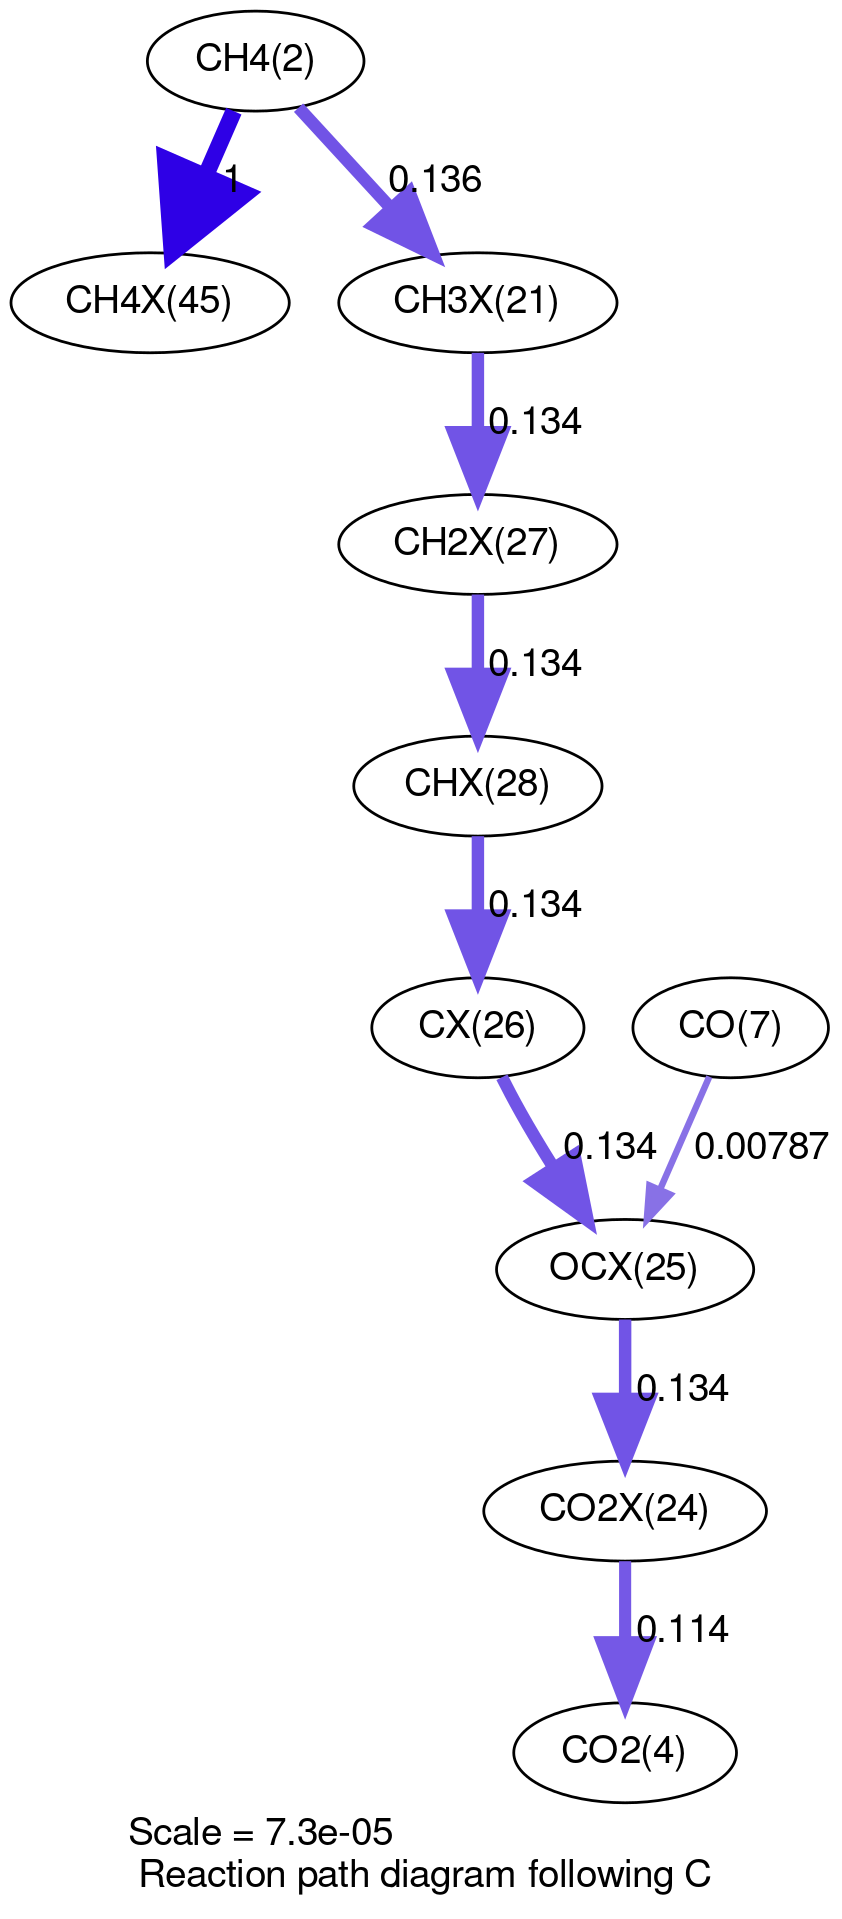 CH4(2)
1
0.136
CH4X(45)
CH3X(21)
0.134
CH2X(27)
0.134
CHX(28)
0.134
CX(26)
CO(7)
0.134
0.00787
OCX(25)
0.134
CO2X(24)
0.114
CO2(4)
Scale = 7.3e-05
Reaction path diagram following C